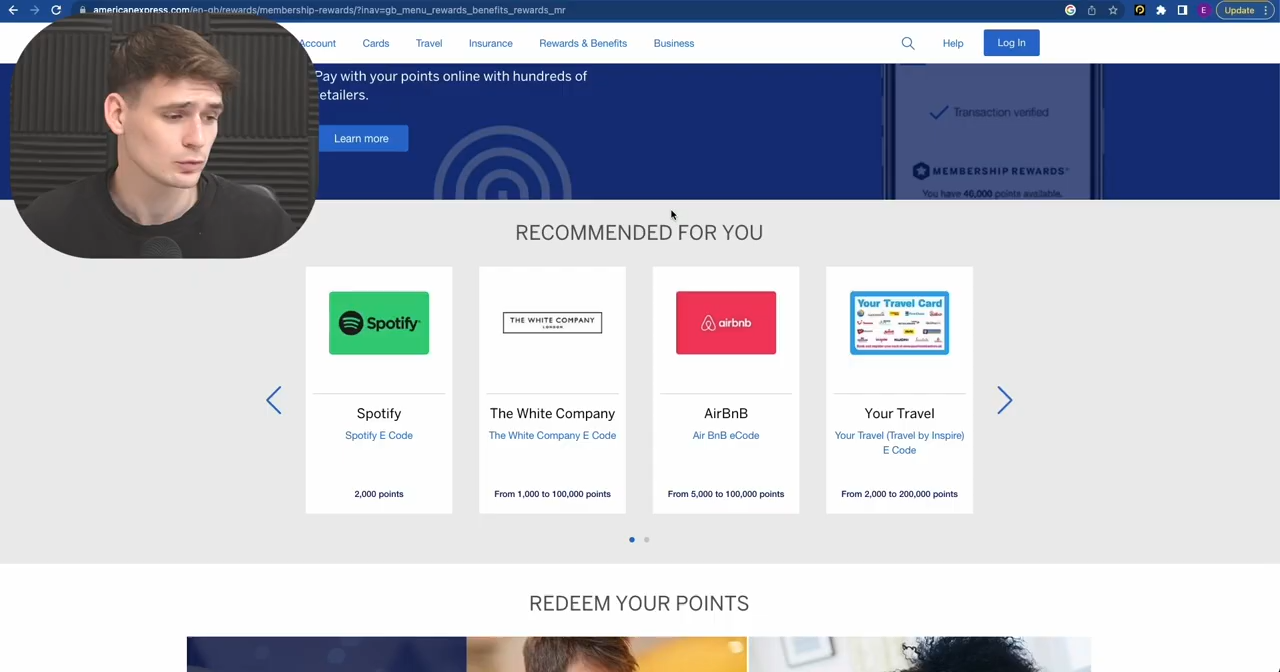 americanexpress.com/en-gb/rewards/membership-rewards/?inav=gb_menu_rewards_benefits_rewards_mr
E
Update
Account
Cards
Travel
Insurance
Rewards & Benefits
Business
Help
Log In
Pay with your points online with hundreds of
etailers.
Learn more
Transaction verified
MEMBERSHIP REWARDS
You have 46,000 points available.
RECOMMENDED FOR YOU
Spotify
THE WHITE COMPANY
LONDON
airbnb
Your Travel Card
Spotify
The White Company
AirBnB
Your Travel
Spotify E Code
The White Company E Code
Air BnB eCode
Your Travel (Travel by Inspire)
E Code
2,000 points
From 1,000 to 100,000 points
From 5,000 to 100,000 points
From 2,000 to 200,000 points
REDEEM YOUR POINTS